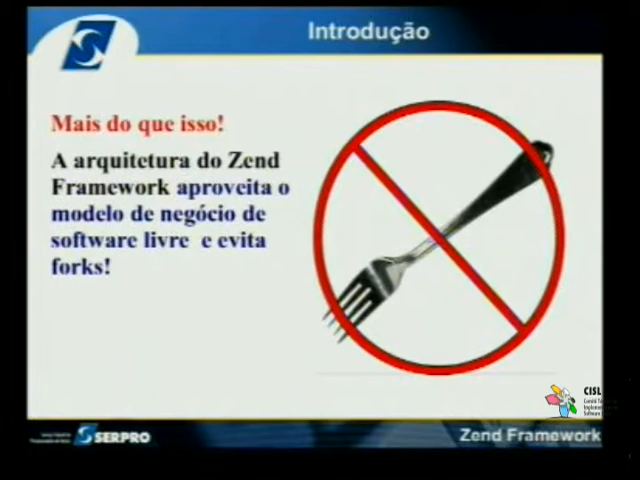 Introdução
Mais do que isso!
A arquitetura do Zend
Framework aproveita o
modelo de negócio de
software livre e evita
forks!
CISL
SERPRO
Zend Framework